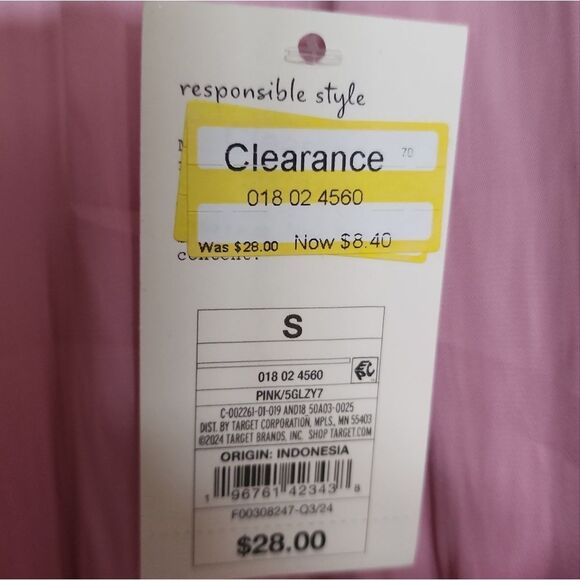 responsible style
Clearance 70
018 02 4560
Was $28.00 Now $8.40
content.
S
018 02 4560
PINK/5GLZY7
C-002261-01-019 AND18 50A03-0025
DIST. BY TARGET CORPORATION, MPLS., MN 55403
©2024 TARGET BRANDS, INC. SHOP TARGET.COM
ORIGIN: INDONESIA
1 96761 42343 8
F00308247-Q3/24
$28.00